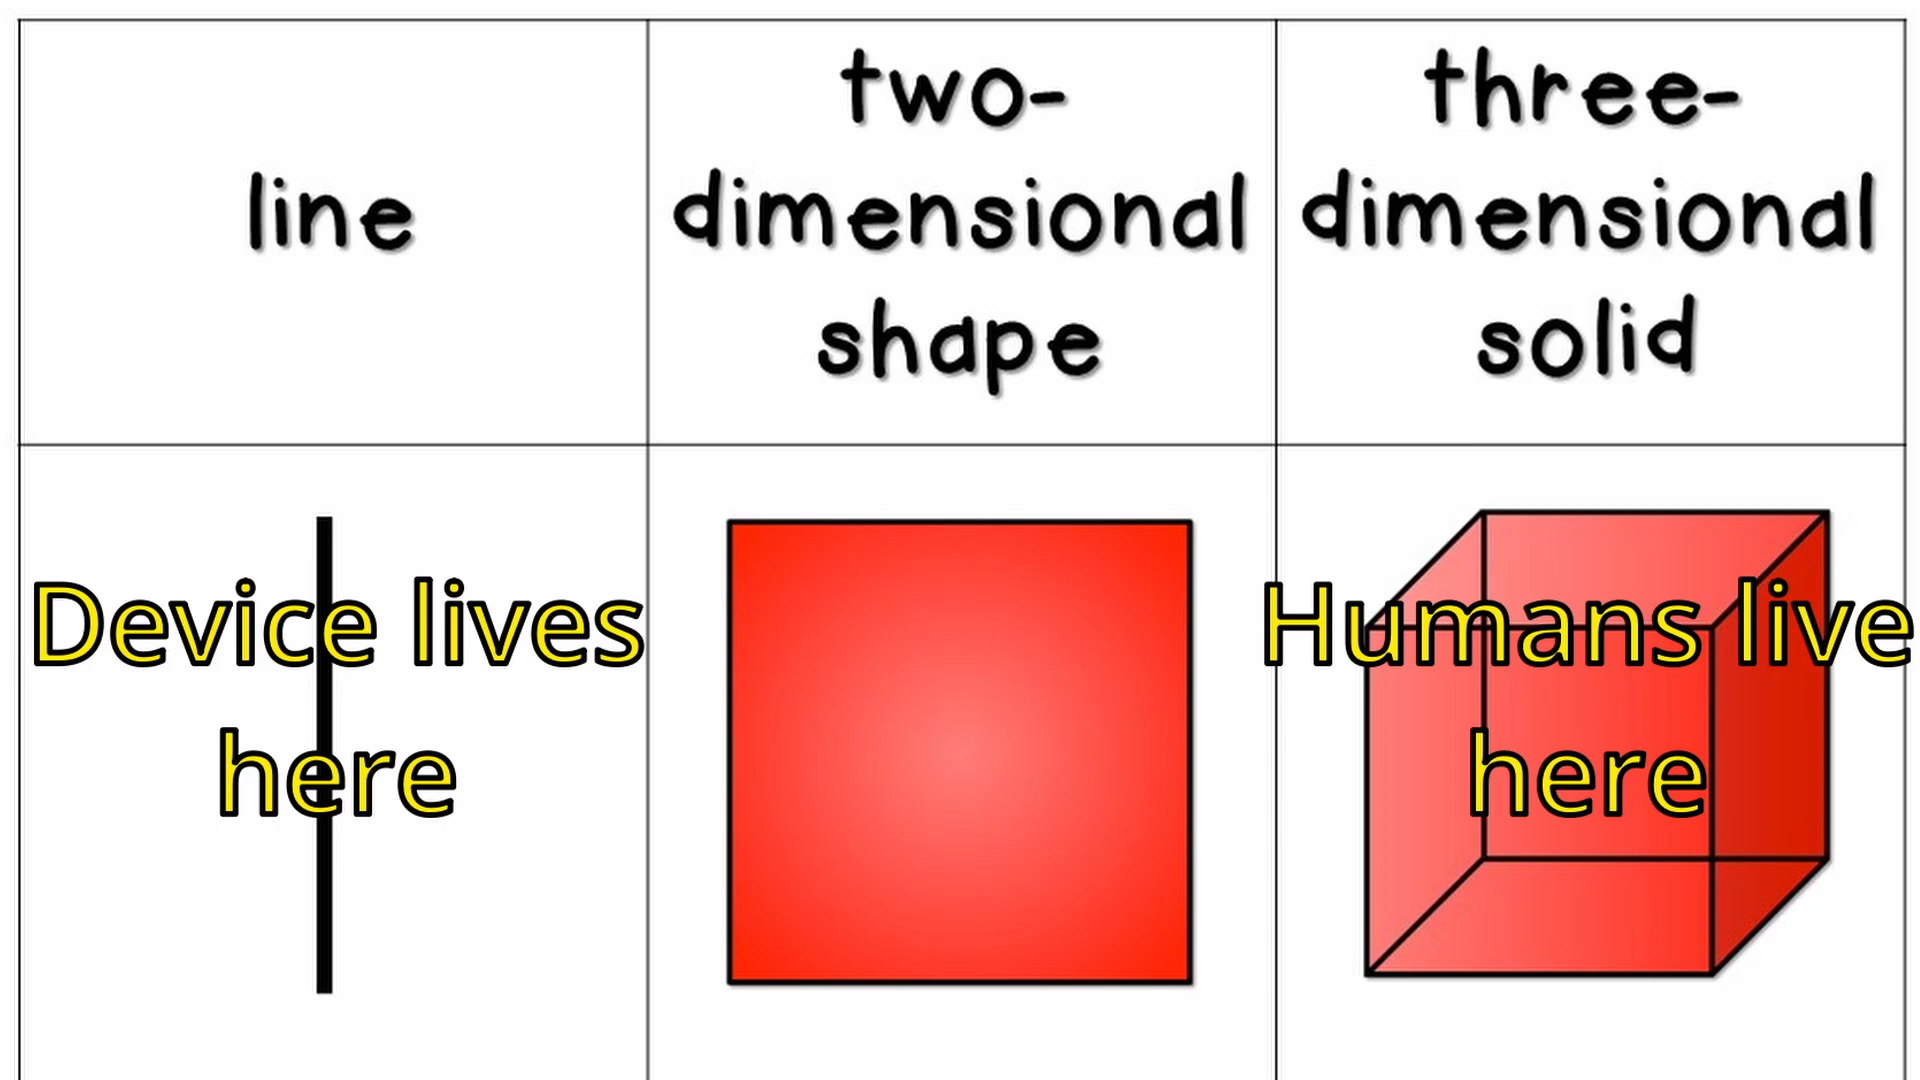 line
two-
dimensional
shape
three-
dimensional
solid
Device lives
here
Humans live
here